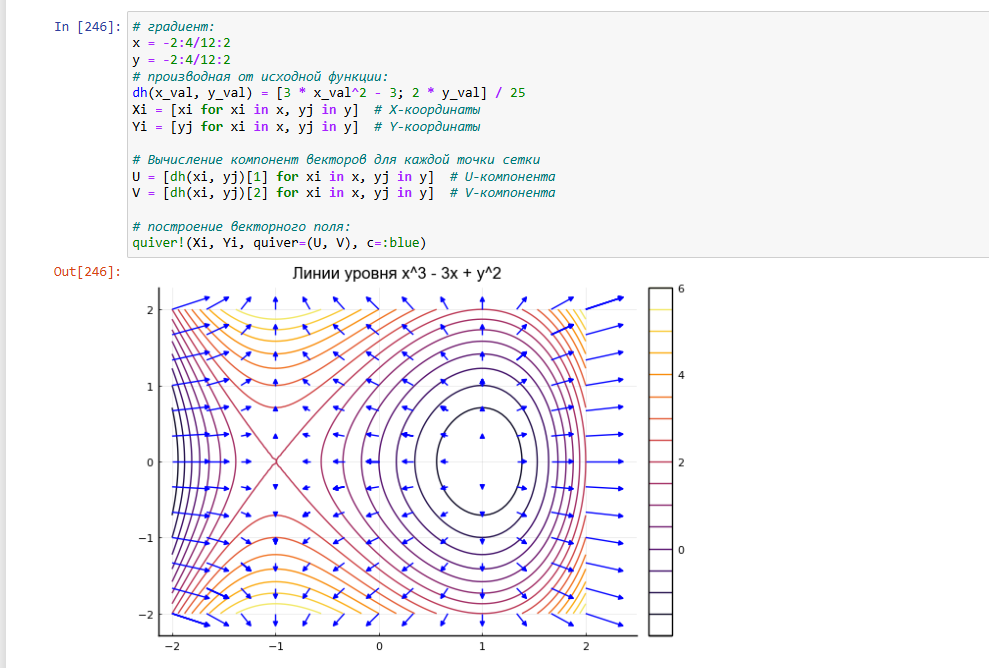 In [246]: # градиент:
x = -2:4/12:2
y = -2:4/12:2
# производная от исходной функции:
dh(x_val, y_val) = [3 * x_val^2 - 3; 2 * y_val] / 25
Xi = [xi for xi in x, yj in y]  # X-координаты
Yi = [yj for xi in x, yj in y]  # Y-координаты
# Вычисление компонент векторов для каждой точки сетки
U = [dh(xi, yj)[1] for xi in x, yj in y]  # U-компонента
V = [dh(xi, yj)[2] for xi in x, yj in y]  # V-компонента
# построение векторного поля:
quiver!(Xi, Yi, quiver=(U, V), c=:blue)
Out[246]:
Линии уровня x^3 - 3x + y^2
2
1
0
−1
−2
−2 −1 0 1 2
6
4
2
0